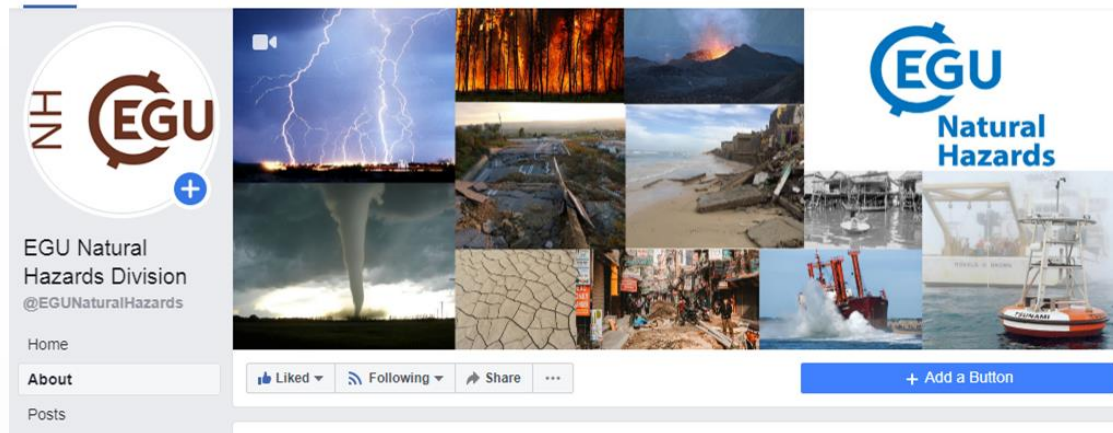 NH
EGU
EGU Natural
Hazards Division
@EGUNaturalHazards
Home
About
Posts
EGU
Natural
Hazards
TSUNAMI
Liked
Following
Share
...
+ Add a Button